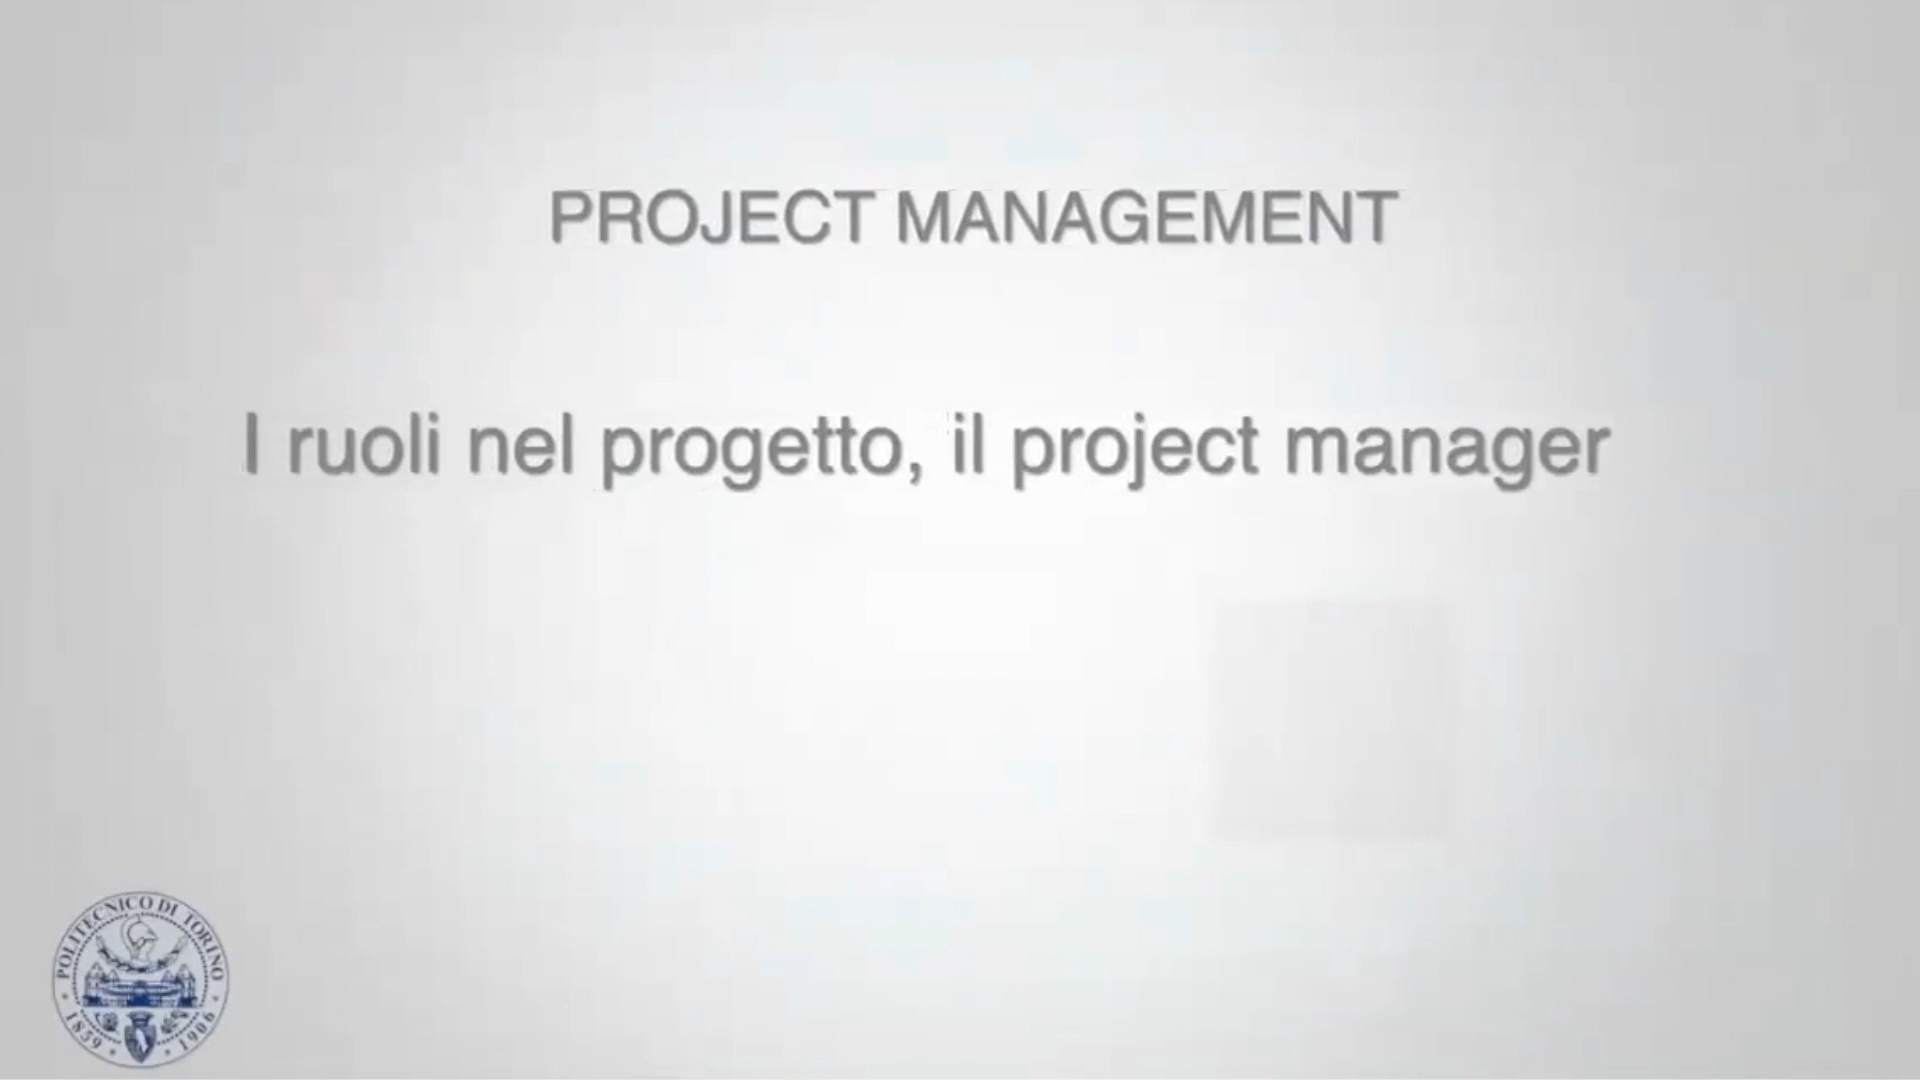 PROJECT MANAGEMENT
I ruoli nel progetto, il project manager
POLITECNICO DI TORINO
1859 1906